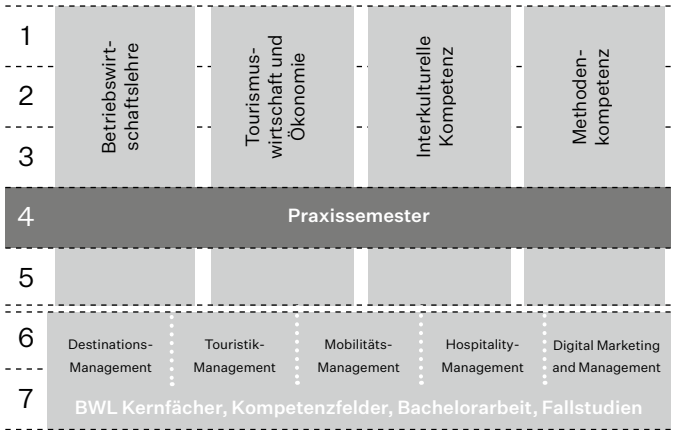 1
2
3
Betriebswirt-
schaftslehre
Tourismus-
wirtschaft und
Ökonomie
Interkulturelle
Kompetenz
Methoden-
kompetenz
4
Praxissemester
5
6
Destinations-
Management
Touristik-
Management
Mobilitäts-
Management
Hospitality-
Management
Digital Marketing
and Management
7
BWL Kernfächer, Kompetenzfelder, Bachelorarbeit, Fallstudien